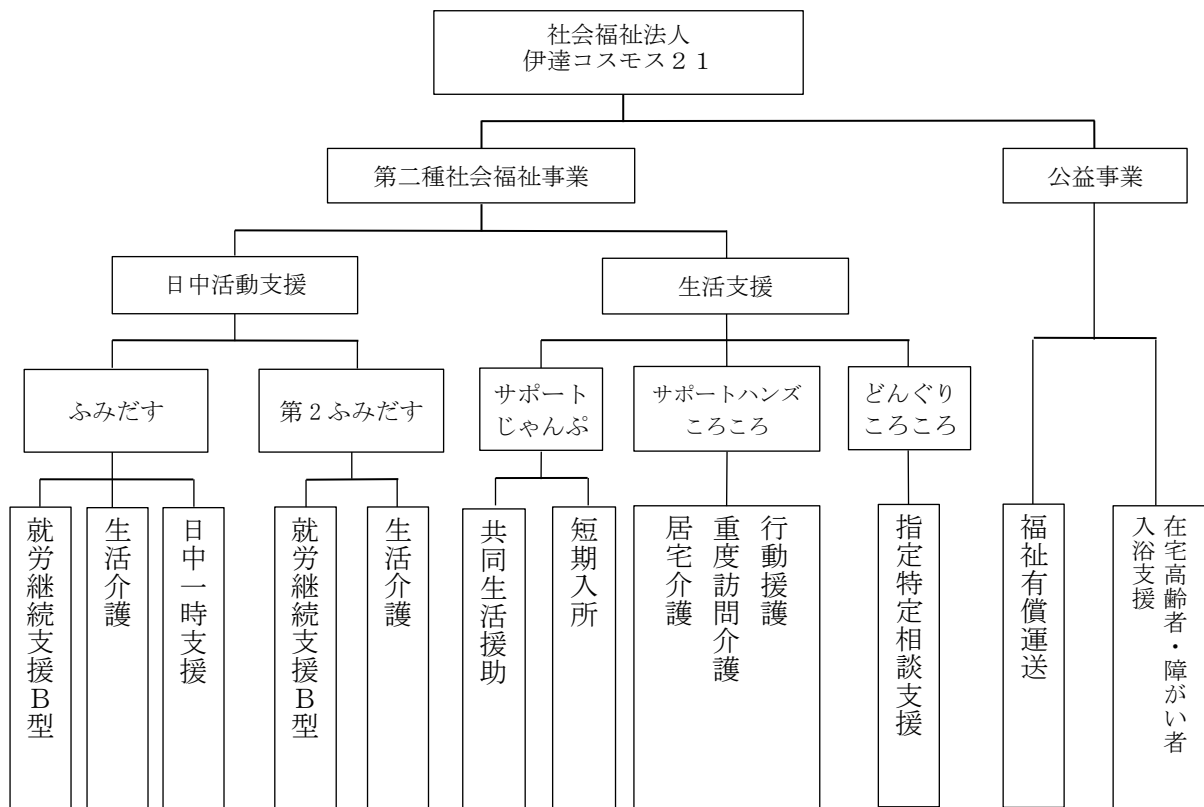 社会福祉法人
伊達コスモス２１
第二種社会福祉事業
公益事業
日中活動支援
生活支援
ふみだす
第２ふみだす
サポート
じゃんぷ
サポートハンズ
ころころ
どんぐり
ころころ
就労継続支援Ｂ型
生活介護
日中一時支援
就労継続支援Ｂ型
生活介護
共同生活援助
短期入所
行動援護
重度訪問介護
居宅介護
指定特定相談支援
福祉有償運送
在宅高齢者・障がい者
入浴支援